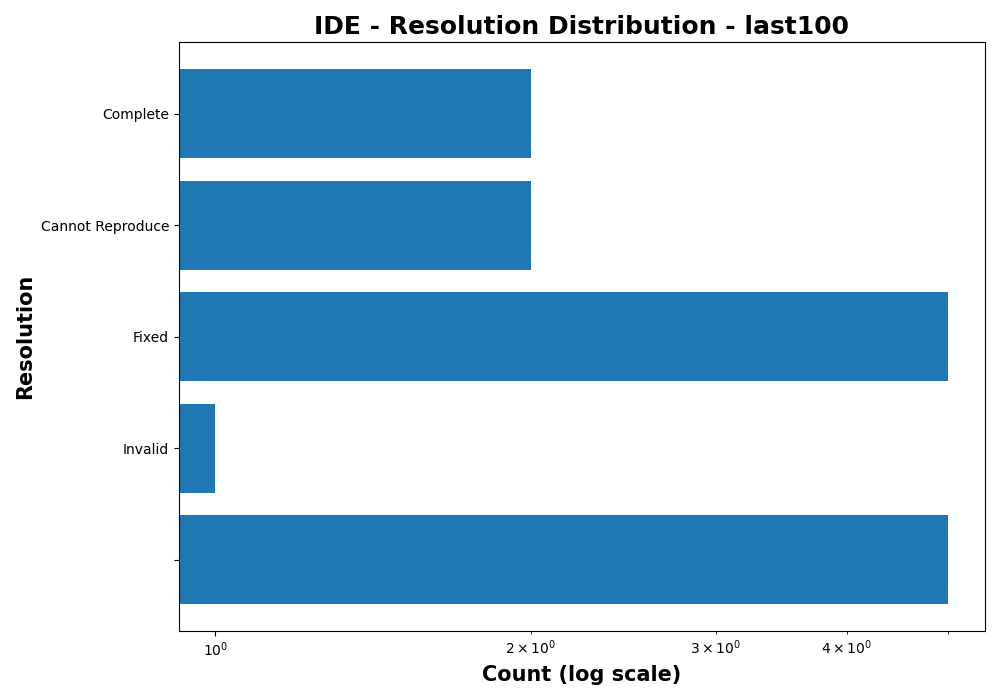 IDE - Resolution Distribution - last100
Complete
Cannot Reproduce
Fixed
Invalid
Resolution
10⁰
2 × 10⁰
3 × 10⁰
4 × 10⁰
Count (log scale)